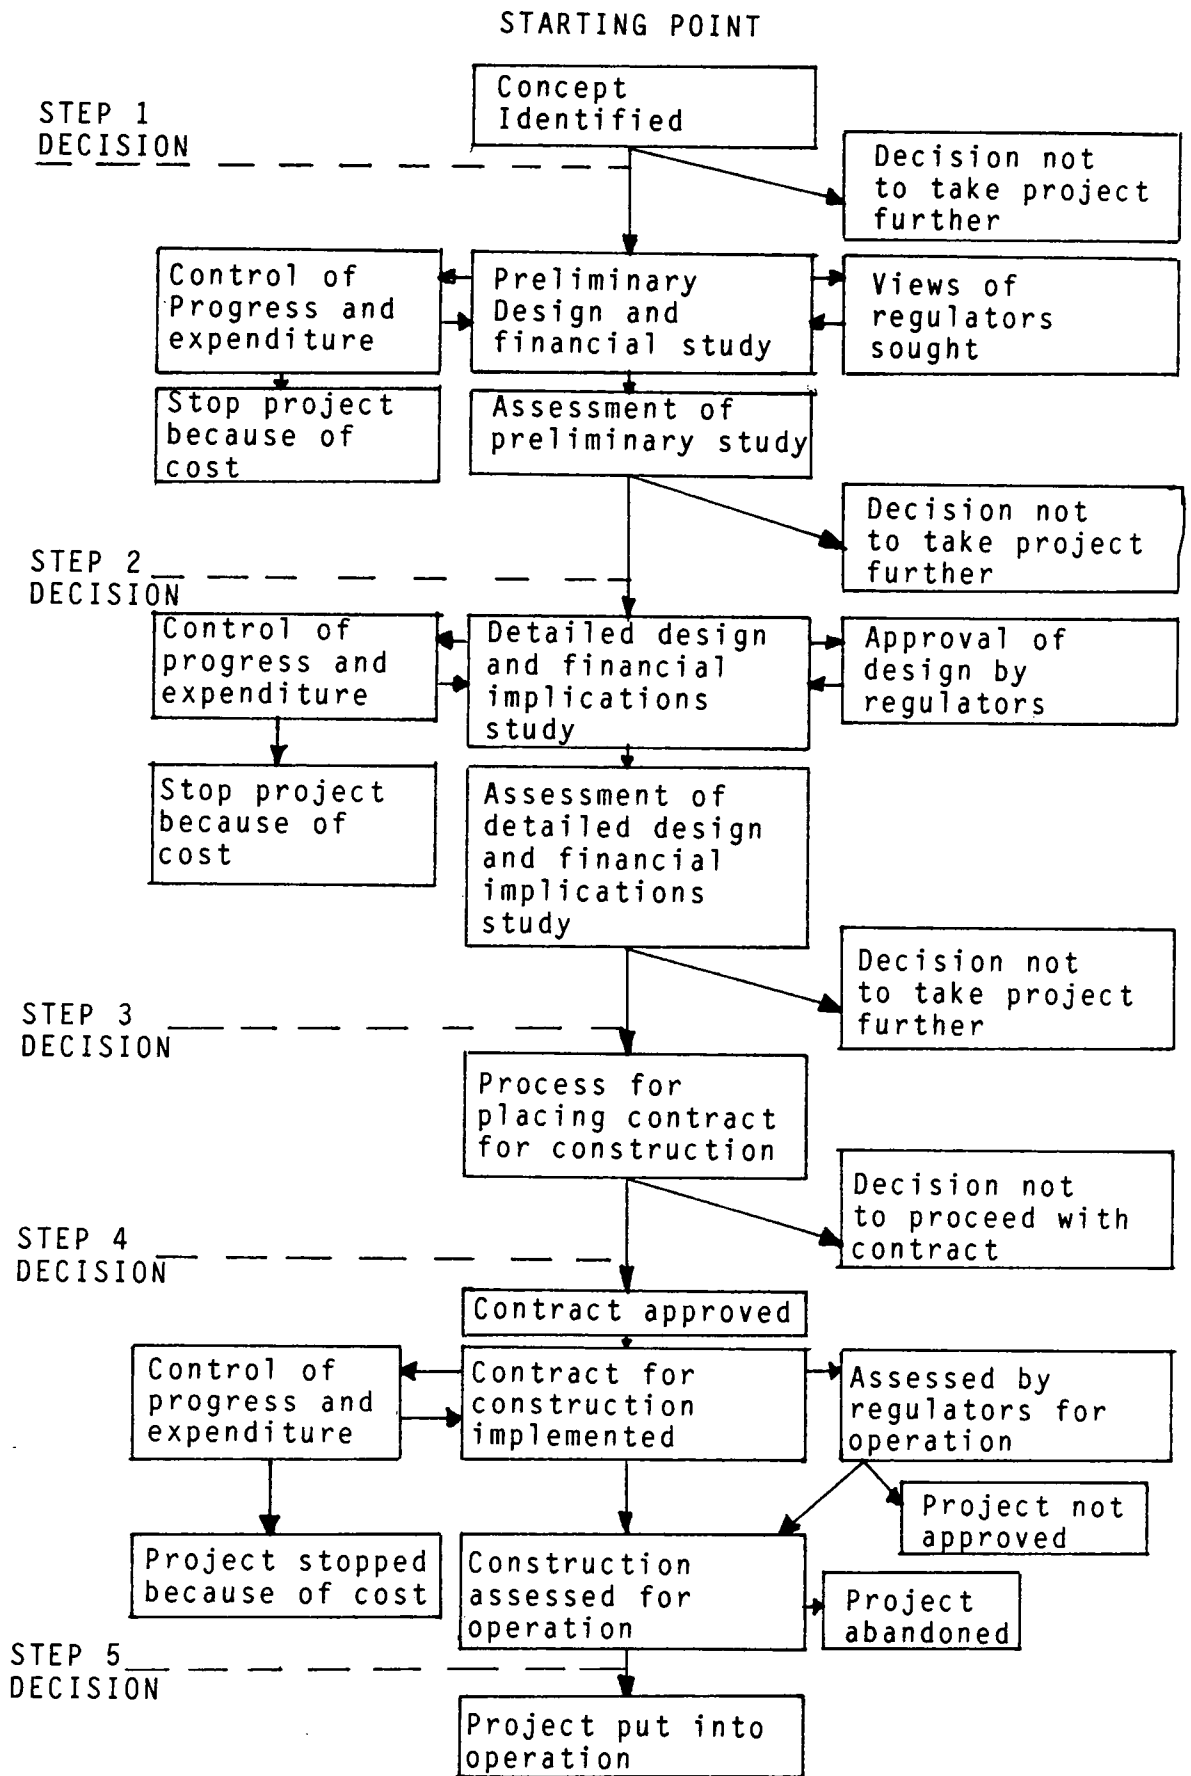 STARTING POINT
Concept
Identified
STEP 1
DECISION
Decision not
to take project
further
Control of
Progress and
expenditure
Preliminary
Design and
financial study
Views of
regulators
sought
Stop project
because of
cost
Assessment of
preliminary study
Decision not
to take project
further
STEP 2
DECISION
Control of
progress and
expenditure
Detailed design
and financial
implications
study
Approval of
design by
regulators
Stop project
because of
cost
Assessment of
detailed design
and financial
implications
study
Decision not
to take project
further
STEP 3
DECISION
Process for
placing contract
for construction
Decision not
to proceed with
contract
STEP 4
DECISION
Contract approved
Control of
progress and
expenditure
Contract for
construction
implemented
Assessed by
regulators for
operation
Project not
approved
Project stopped
because of cost
Construction
assessed for
operation
Project
abandoned
STEP 5
DECISION
Project put into
operation